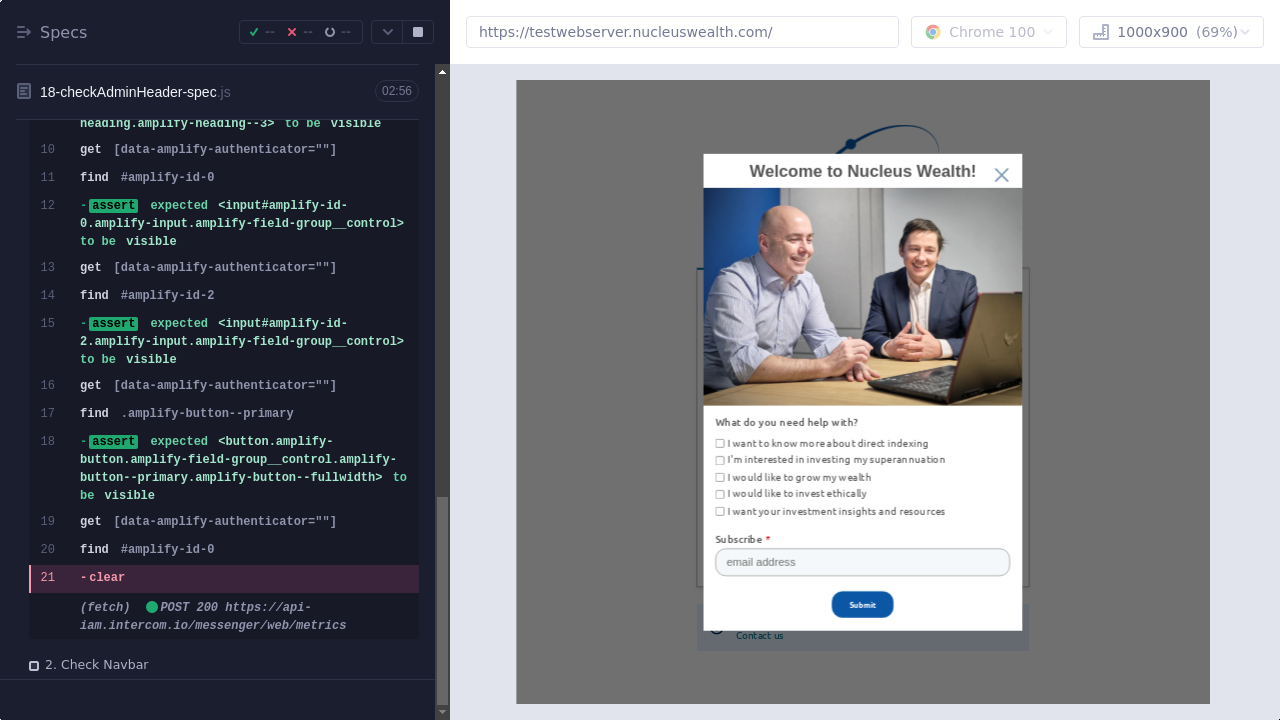 Specs
--
--
--
https://testwebserver.nucleuswealth.com/
Chrome 100
1000x900 (69%)
18-checkAdminHeader-spec.js
02:56
heading.amplify-heading--3> to be visible
10 get [data-amplify-authenticator=""]
11 find #amplify-id-0
12 -assert expected <input#amplify-id-
0.amplify-input.amplify-field-group__control>
to be visible
13 get [data-amplify-authenticator=""]
14 find #amplify-id-2
15 -assert expected <input#amplify-id-
2.amplify-input.amplify-field-group__control>
to be visible
16 get [data-amplify-authenticator=""]
17 find .amplify-button--primary
18 -assert expected <button.amplify-
button.amplify-field-group__control.amplify-
button--primary.amplify-button--fullwidth> to
be visible
19 get [data-amplify-authenticator=""]
20 find #amplify-id-0
21 -clear
(fetch) POST 200 https://api-
iam.intercom.io/messenger/web/metrics
2. Check Navbar
Welcome to Nucleus Wealth!
What do you need help with?
I want to know more about direct indexing
I'm interested in investing my superannuation
I would like to grow my wealth
I would like to invest ethically
I want your investment insights and resources
Subscribe *
email address
Submit
Contact us